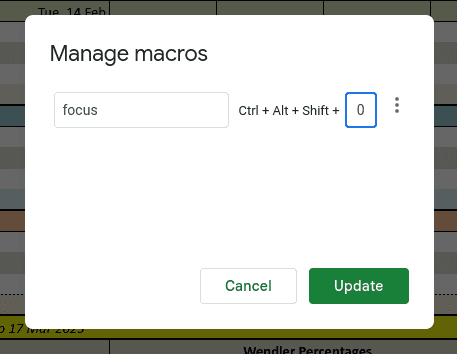 Tue, 14 Feb
Manage macros
focus
Ctrl + Alt + Shift +
0
Cancel
Update
17 Mar 2023
Wendler Percentages